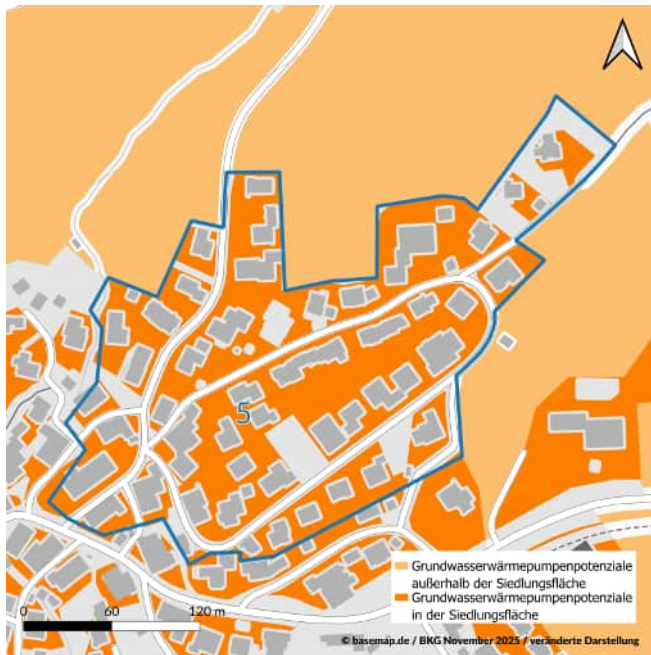 5
Grundwasserwärmepumpenpotenziale
außerhalb der Siedlungsfläche
Grundwasserwärmepumpenpotenziale
in der Siedlungsfläche
0 60 120 m
© basemap.de / BKG November 2025 / veränderte Darstellung